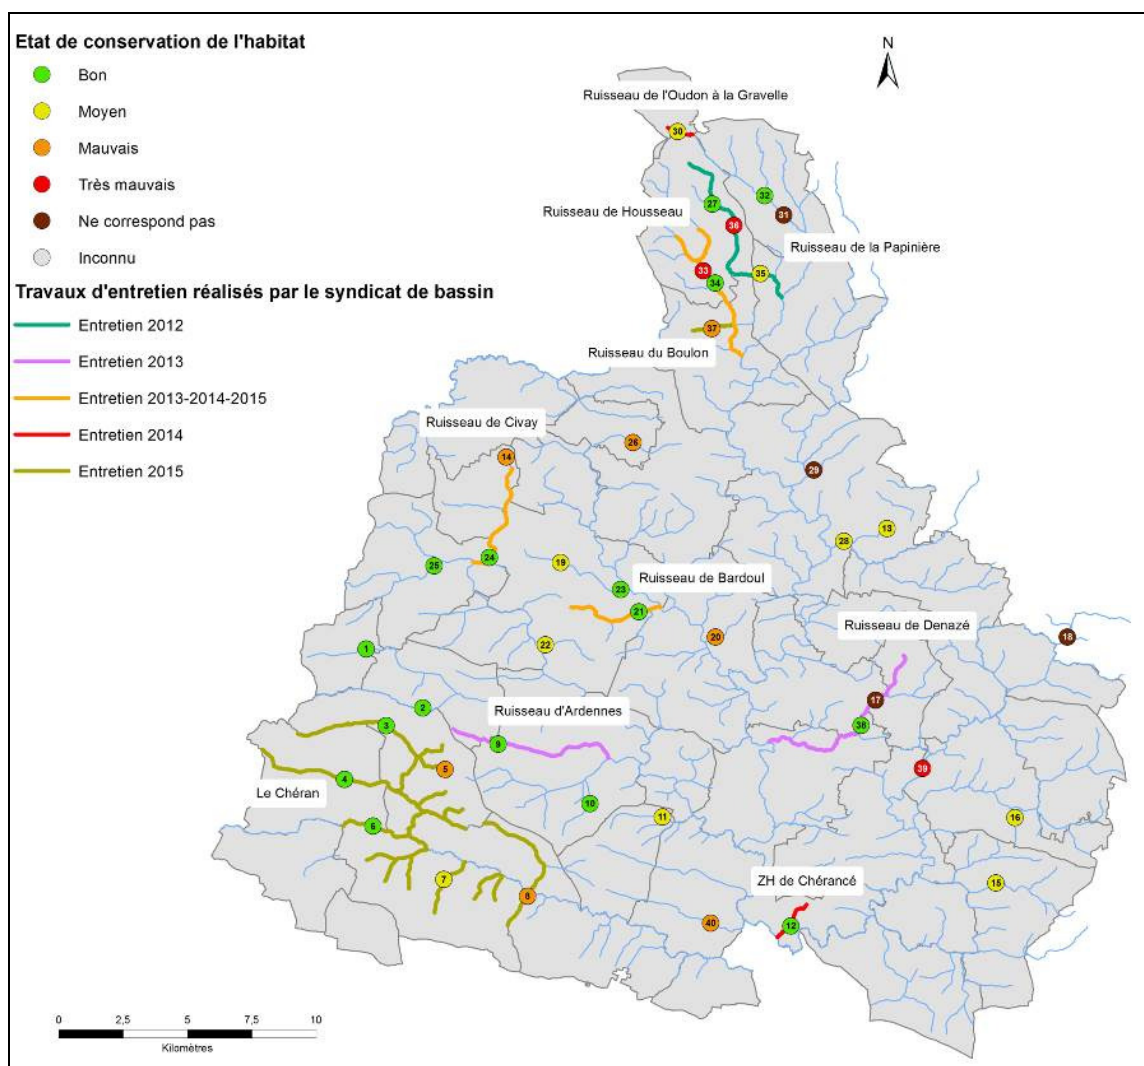 Etat de conservation de l'habitat
Bon
Moyen
Mauvais
Très mauvais
Ne correspond pas
Inconnu
Travaux d'entretien réalisés par le syndicat de bassin
Entretien 2012
Entretien 2013
Entretien 2013-2014-2015
Entretien 2014
Entretien 2015
N
Ruisseau de l'Oudon à la Gravelle
30
32
27
31
Ruisseau de Housseau
36
Ruisseau de la Papinière
33
35
34
37
Ruisseau du Boulon
Ruisseau de Civay
26
14
29
13
28
24
19
25
Ruisseau de Bardoul
23
21
Ruisseau de Denazé
20
18
22
1
17
2
Ruisseau d'Ardennes
3
38
9
5
39
4
Le Chéran
10
11
16
6
7
ZH de Chérancé
15
8
40
12
0
2,5
5
7,5
10
Kilomètres